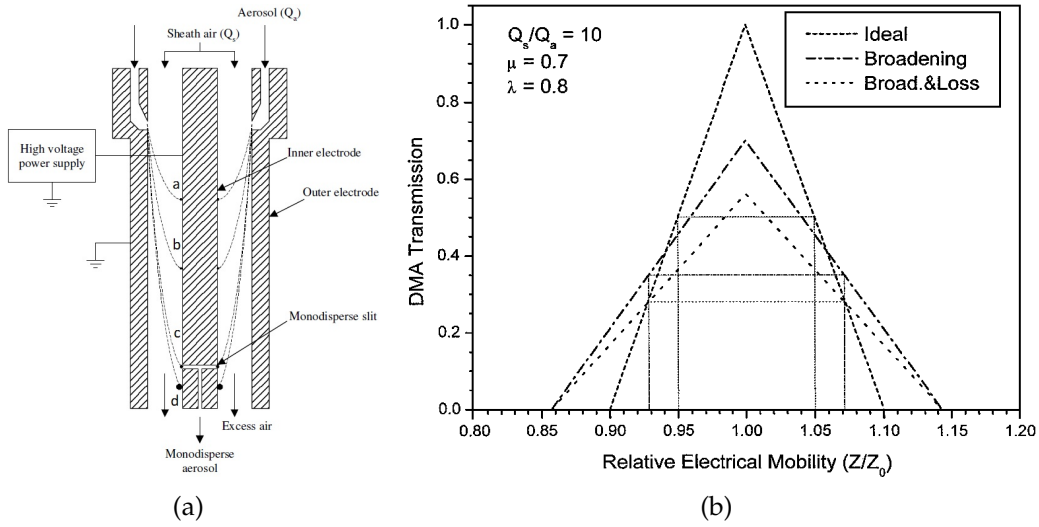 Aerosol (Qa)
Sheath air (Qs)
High voltage
power supply
Inner electrode
Outer electrode
a
b
c
d
Monodisperse slit
Excess air
Monodisperse
aerosol
(a)
Qs/Qa = 10
μ = 0.7
λ = 0.8
Ideal
Broadening
Broad.&Loss
DMA Transmission
1.0
0.8
0.6
0.4
0.2
0.0
0.80 0.85 0.90 0.95 1.00 1.05 1.10 1.15 1.20
Relative Electrical Mobility (Z/Z0)
(b)